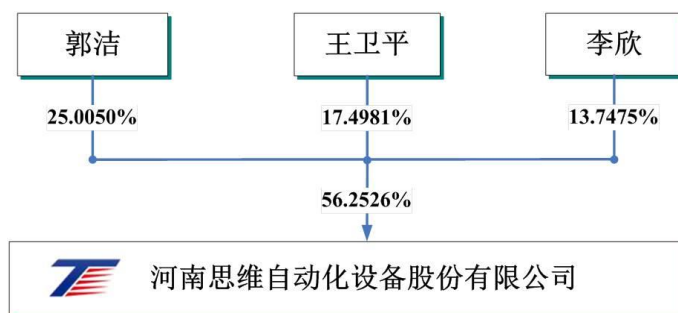 郭洁
王卫平
李欣
25.0050%
17.4981%
13.7475%
56.2526%
河南思维自动化设备股份有限公司